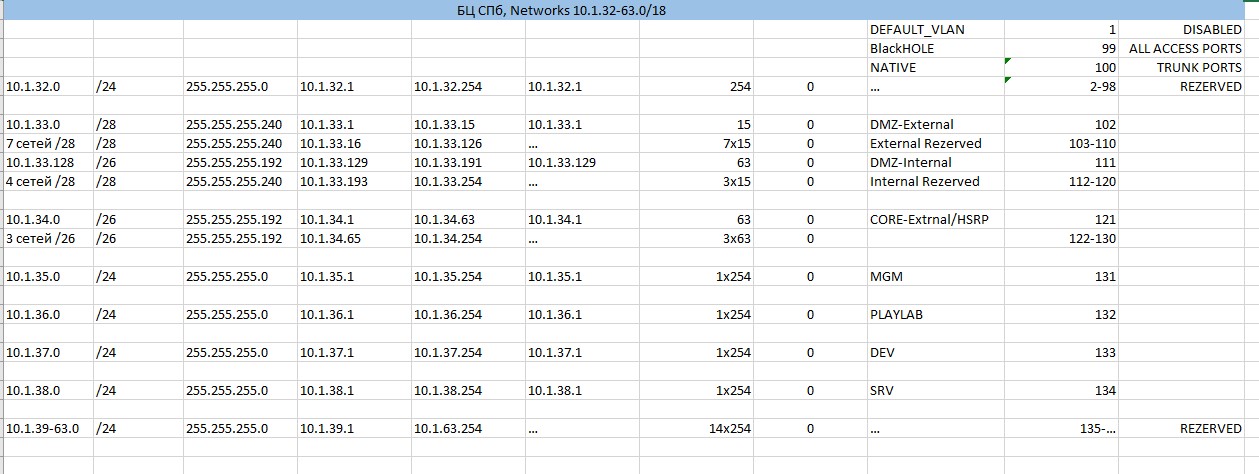 БЦ СПб, Networks 10.1.32-63.0/18
DEFAULT_VLAN 1 DISABLED
BlackHOLE 99 ALL ACCESS PORTS
NATIVE 100 TRUNK PORTS
10.1.32.0 /24 255.255.255.0 10.1.32.1 10.1.32.254 10.1.32.1 254 0 ... 2-98 REZERVED
10.1.33.0 /28 255.255.255.240 10.1.33.1 10.1.33.15 10.1.33.1 15 0 DMZ-External 102
7 сетей /28 /28 255.255.255.240 10.1.33.16 10.1.33.126 ... 7x15 0 External Rezerved 103-110
10.1.33.128 /26 255.255.255.192 10.1.33.129 10.1.33.191 10.1.33.129 63 0 DMZ-Internal 111
4 сетей /28 /28 255.255.255.240 10.1.33.193 10.1.33.254 ... 3x15 0 Internal Rezerved 112-120
10.1.34.0 /26 255.255.255.192 10.1.34.1 10.1.34.63 10.1.34.1 63 0 CORE-Extrnal/HSRP 121
3 сетей /26 /26 255.255.255.192 10.1.34.65 10.1.34.254 ... 3x63 0 122-130
10.1.35.0 /24 255.255.255.0 10.1.35.1 10.1.35.254 10.1.35.1 1x254 0 MGM 131
10.1.36.0 /24 255.255.255.0 10.1.36.1 10.1.36.254 10.1.36.1 1x254 0 PLAYLAB 132
10.1.37.0 /24 255.255.255.0 10.1.37.1 10.1.37.254 10.1.37.1 1x254 0 DEV 133
10.1.38.0 /24 255.255.255.0 10.1.38.1 10.1.38.254 10.1.38.1 1x254 0 SRV 134
10.1.39-63.0 /24 255.255.255.0 10.1.39.1 10.1.63.254 ... 14x254 0 ... 135-... REZERVED